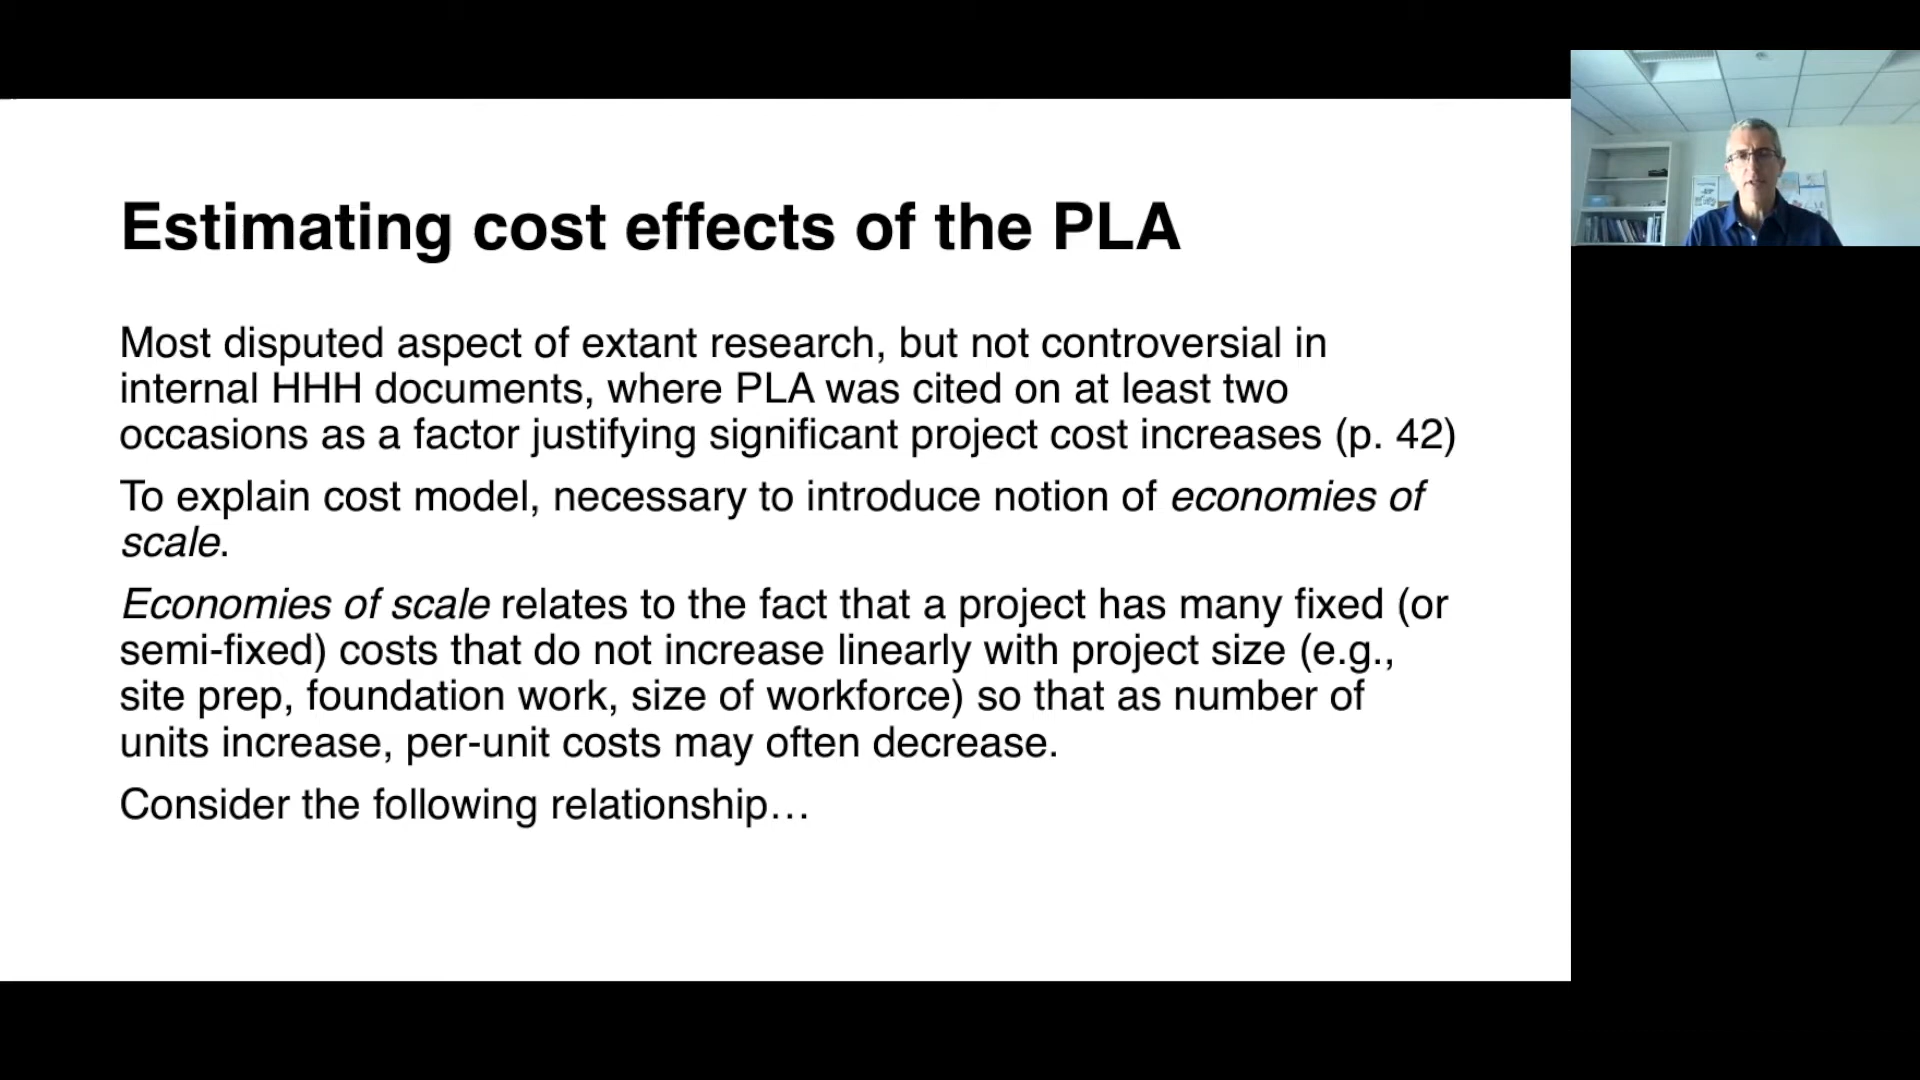 Estimating cost effects of the PLA
Most disputed aspect of extant research, but not controversial in
internal HHH documents, where PLA was cited on at least two
occasions as a factor justifying significant project cost increases (p. 42)
To explain cost model, necessary to introduce notion of economies of
scale.
Economies of scale relates to the fact that a project has many fixed (or
semi-fixed) costs that do not increase linearly with project size (e.g.,
site prep, foundation work, size of workforce) so that as number of
units increase, per-unit costs may often decrease.
Consider the following relationship…